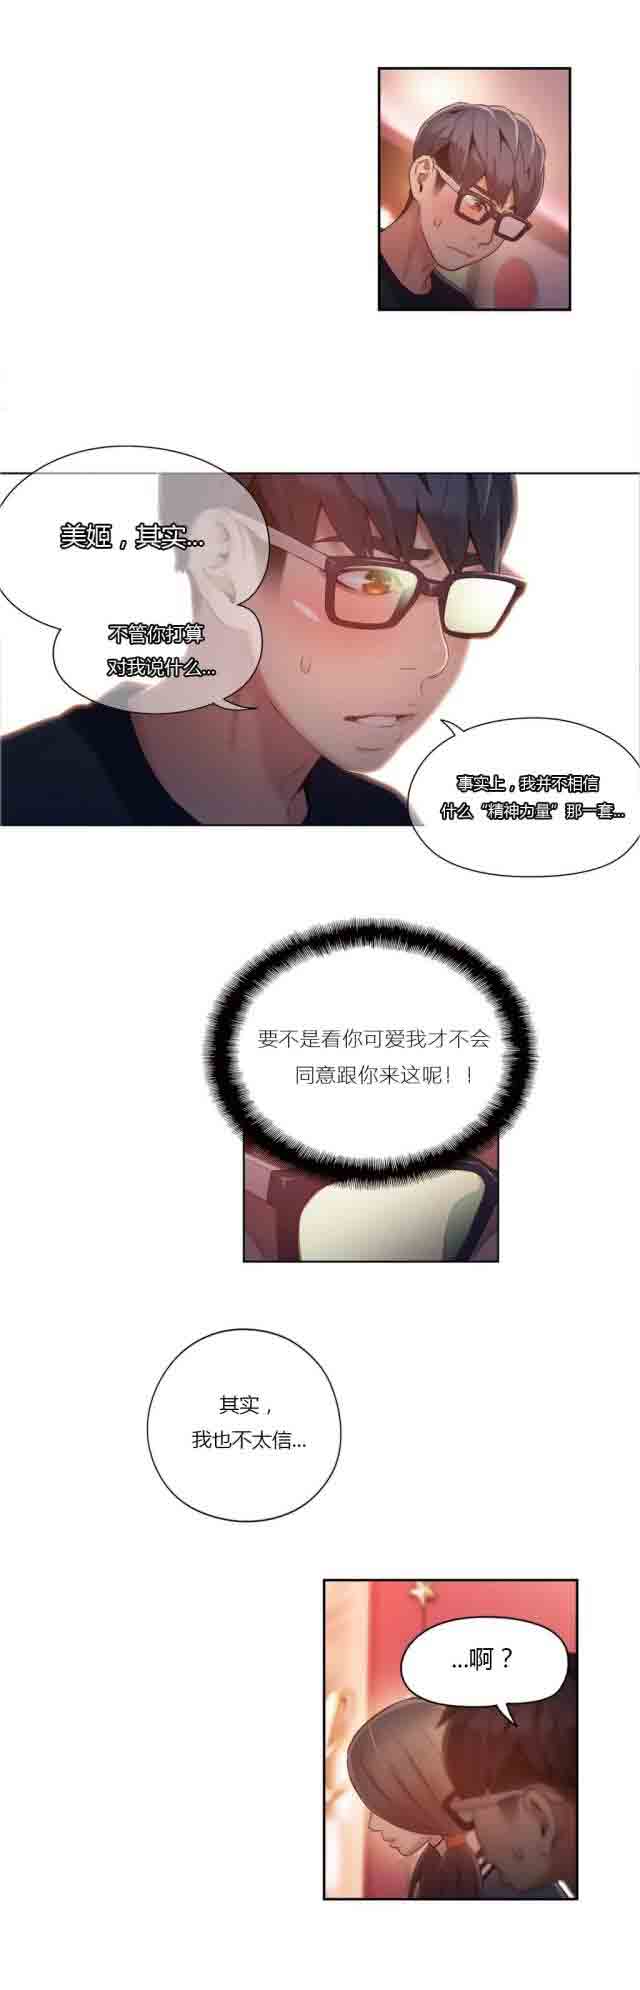 美姬，其实...
不管你打算
对我说什么...
事实上，我并不相信
什么“精神力量”那一套...
要不是看你可爱我才不会
同意跟你来这呢！！
其实，
我也不太信...
...啊？